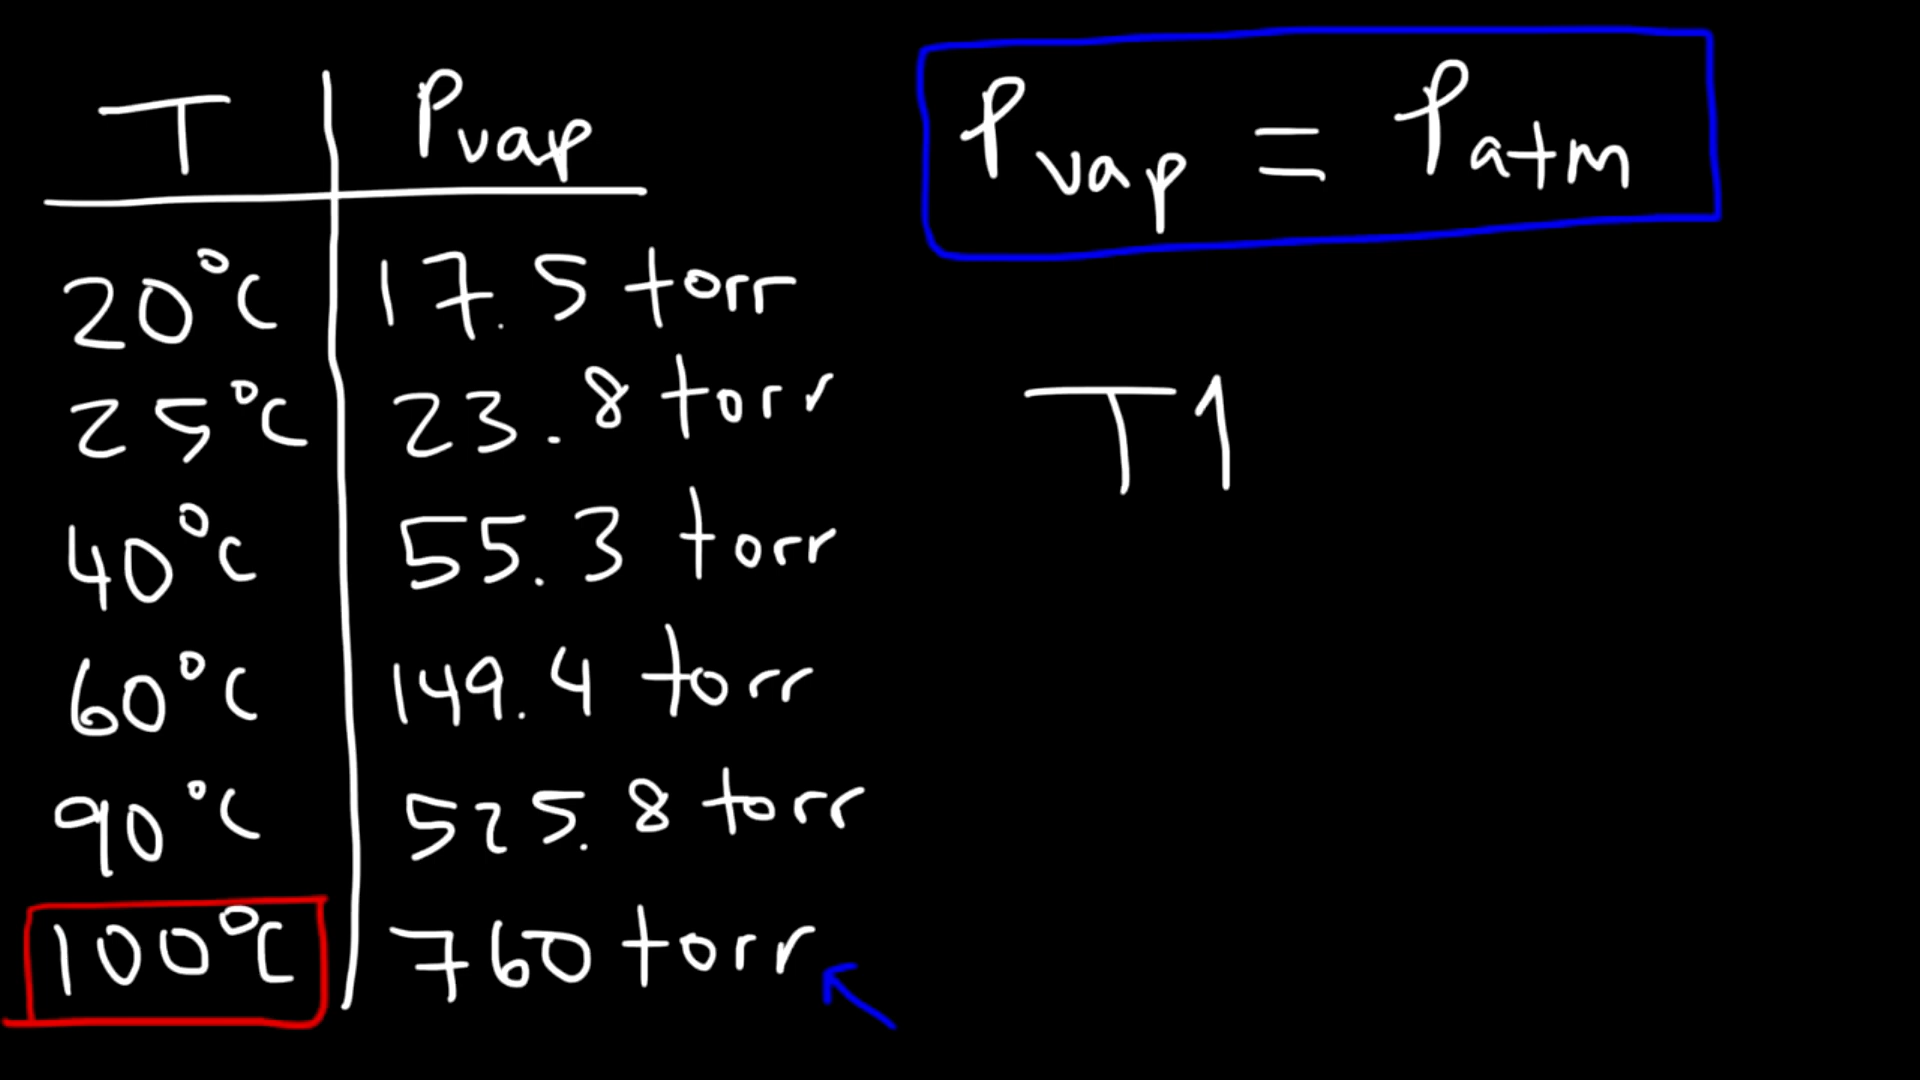 T Pvap
20°C 17.5 torr
25°C 23.8 torr
40°C 55.3 torr
60°C 149.4 torr
90°C 525.8 torr
100°C 760 torr
Pvap = Patm
T↑